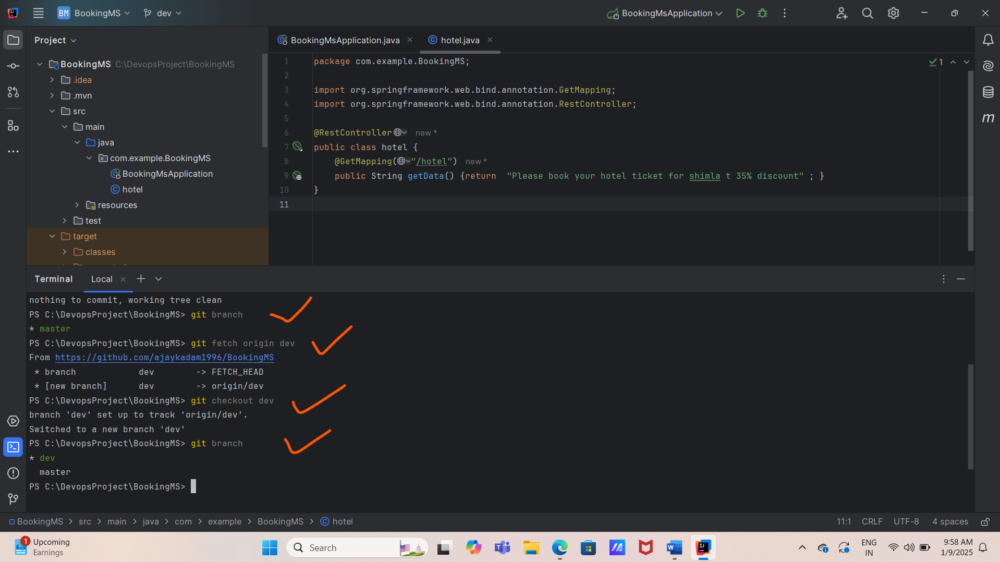 BM BookingMS dev BookingMsApplication
Project
BookingMsApplication.java hotel.java
BookingMS C:\DevopsProject\BookingMS
.idea
.mvn
src
main
java
com.example.BookingMS
BookingMsApplication
hotel
resources
test
target
classes
1 package com.example.BookingMS;
2
3 import org.springframework.web.bind.annotation.GetMapping;
4 import org.springframework.web.bind.annotation.RestController;
5
6 @RestController new *
7 public class hotel {
8 @GetMapping("/hotel") new *
9 public String getData() {return "Please book your hotel ticket for shimla t 35% discount" ; }
10 }
11
1
m
Terminal Local
nothing to commit, working tree clean
PS C:\DevopsProject\BookingMS> git branch
* master
PS C:\DevopsProject\BookingMS> git fetch origin dev
From https://github.com/ajaykadam1996/BookingMS
* branch dev -> FETCH_HEAD
* [new branch] dev -> origin/dev
PS C:\DevopsProject\BookingMS> git checkout dev
branch 'dev' set up to track 'origin/dev'.
Switched to a new branch 'dev'
PS C:\DevopsProject\BookingMS> git branch
* dev
master
PS C:\DevopsProject\BookingMS>
BookingMS > src > main > java > com > example > BookingMS > hotel 11:1 CRLF UTF-8 4 spaces
1 Upcoming
Earnings
Search
ENG
IN
9:58 AM
1/9/2025